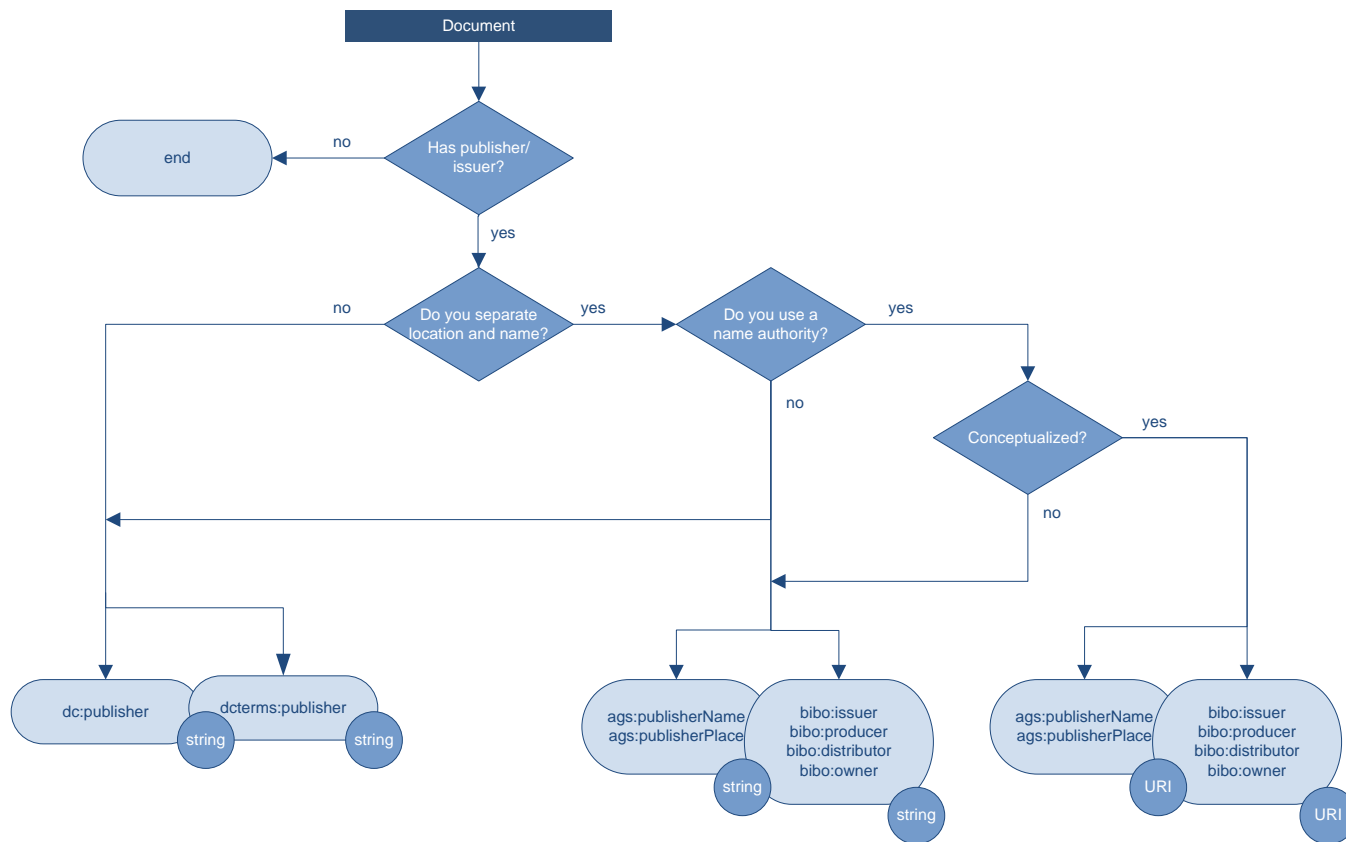 Document
Has publisher/
issuer?
no
end
yes
Do you separate
location and name?
no
yes
Do you use a
name authority?
yes
no
Conceptualized?
yes
no
dc:publisher
string
dcterms:publisher
string
ags:publisherName
ags:publisherPlace
string
bibo:issuer
bibo:producer
bibo:distributor
bibo:owner
string
ags:publisherName
ags:publisherPlace
URI
bibo:issuer
bibo:producer
bibo:distributor
bibo:owner
URI